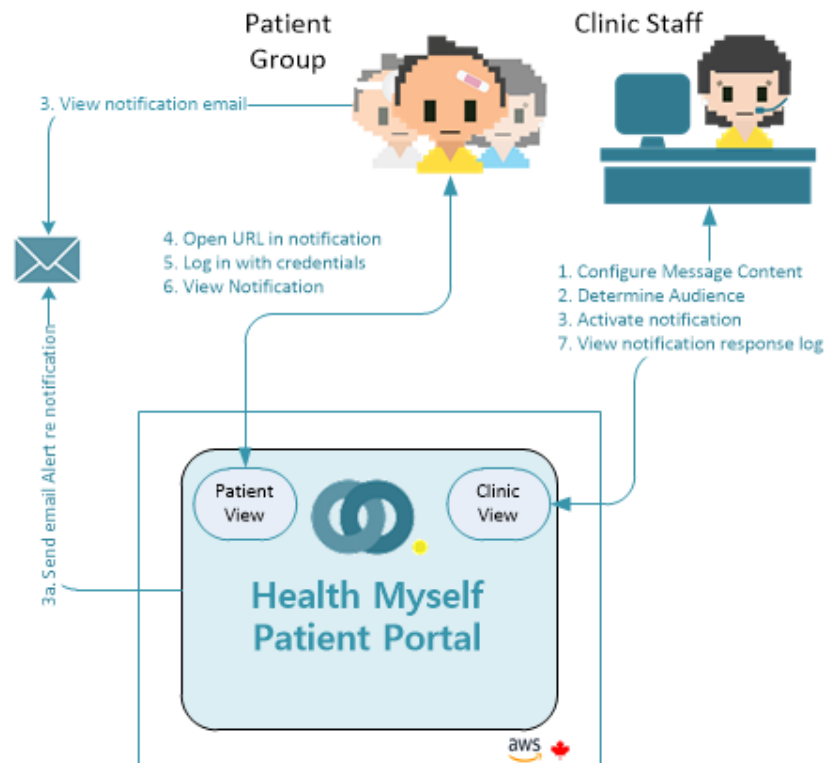 Patient
Group
Clinic Staff
3. View notification email
4. Open URL in notification
5. Log in with credentials
6. View Notification
1. Configure Message Content
2. Determine Audience
3. Activate notification
7. View notification response log
3a. Send email Alert re notification
Patient
View
Clinic
View
Health Myself
Patient Portal
aws